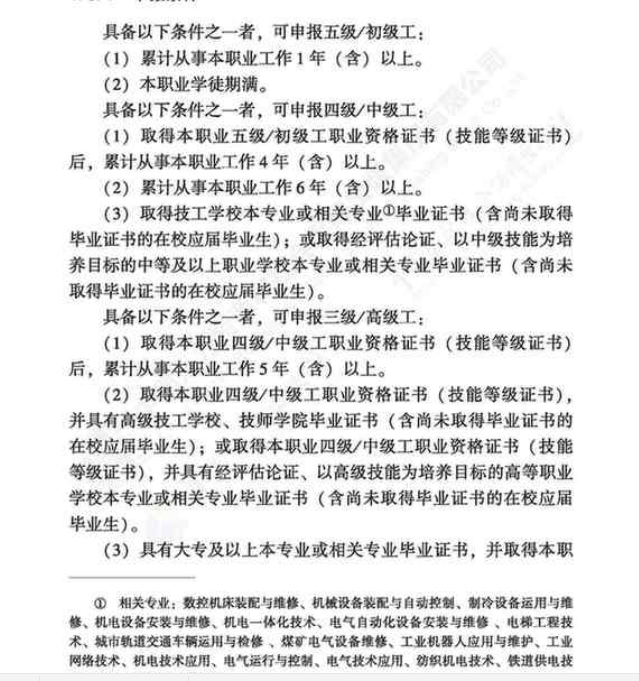 具备以下条件之一者，可申报五级/初级工：
（1）累计从事本职业工作1年（含）以上。
（2）本职业学徒期满。
具备以下条件之一者，可申报四级/中级工：
（1）取得本职业五级/初级工职业资格证书（技能等级证书）
后，累计从事本职业工作4年（含）以上。
（2）累计从事本职业工作6年（含）以上。
（3）取得技工学校本专业或相关专业①毕业证书（含尚未取得
毕业证书的在校应届毕业生）；或取得经评估论证、以中级技能为培
养目标的中等及以上职业学校本专业或相关专业毕业证书（含尚未
取得毕业证书的在校应届毕业生）。
具备以下条件之一者，可申报三级/高级工：
（1）取得本职业四级/中级工职业资格证书（技能等级证书）
后，累计从事本职业工作5年（含）以上。
（2）取得本职业四级/中级工职业资格证书（技能等级证书），
并具有高级技工学校、技师学院毕业证书（含尚未取得毕业证书的
在校应届毕业生）；或取得本职业四级/中级工职业资格证书（技能
等级证书），并具有经评估论证、以高级技能为培养目标的高等职业
学校本专业或相关专业毕业证书（含尚未取得毕业证书的在校应届
毕业生）。
（3）具有大专及以上本专业或相关专业毕业证书，并取得本职
① 相关专业：数控机床装配与维修、机械设备装配与自动控制、制冷设备运用与维
修、机电设备安装与维修、机电一体化技术、电气自动化设备安装与维修、电梯工程技
术、城市轨道交通车辆运用与检修、煤矿电气设备维修、工业机器人应用与维护、工业
网络技术、机电技术应用、电气运行与控制、电气技术应用、纺织机电技术、铁道供电技